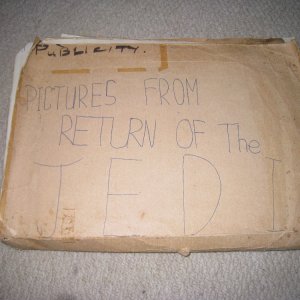 PUBLICITY.
PICTURES FROM
RETURN OF The
JEDI